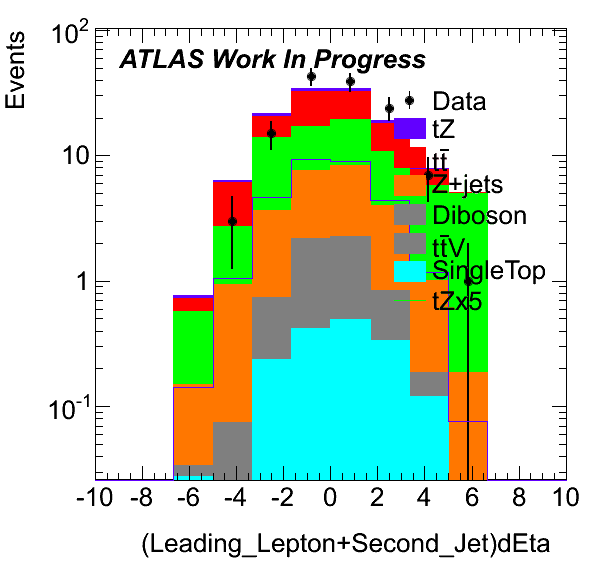 Events
10²
10
1
10⁻¹
ATLAS Work In Progress
Data
tZ
tt̄
Z+jets
Diboson
tt̄V
SingleTop
tZx5
-10 -8 -6 -4 -2 0 2 4 6 8 10
(Leading_Lepton+Second_Jet)dEta